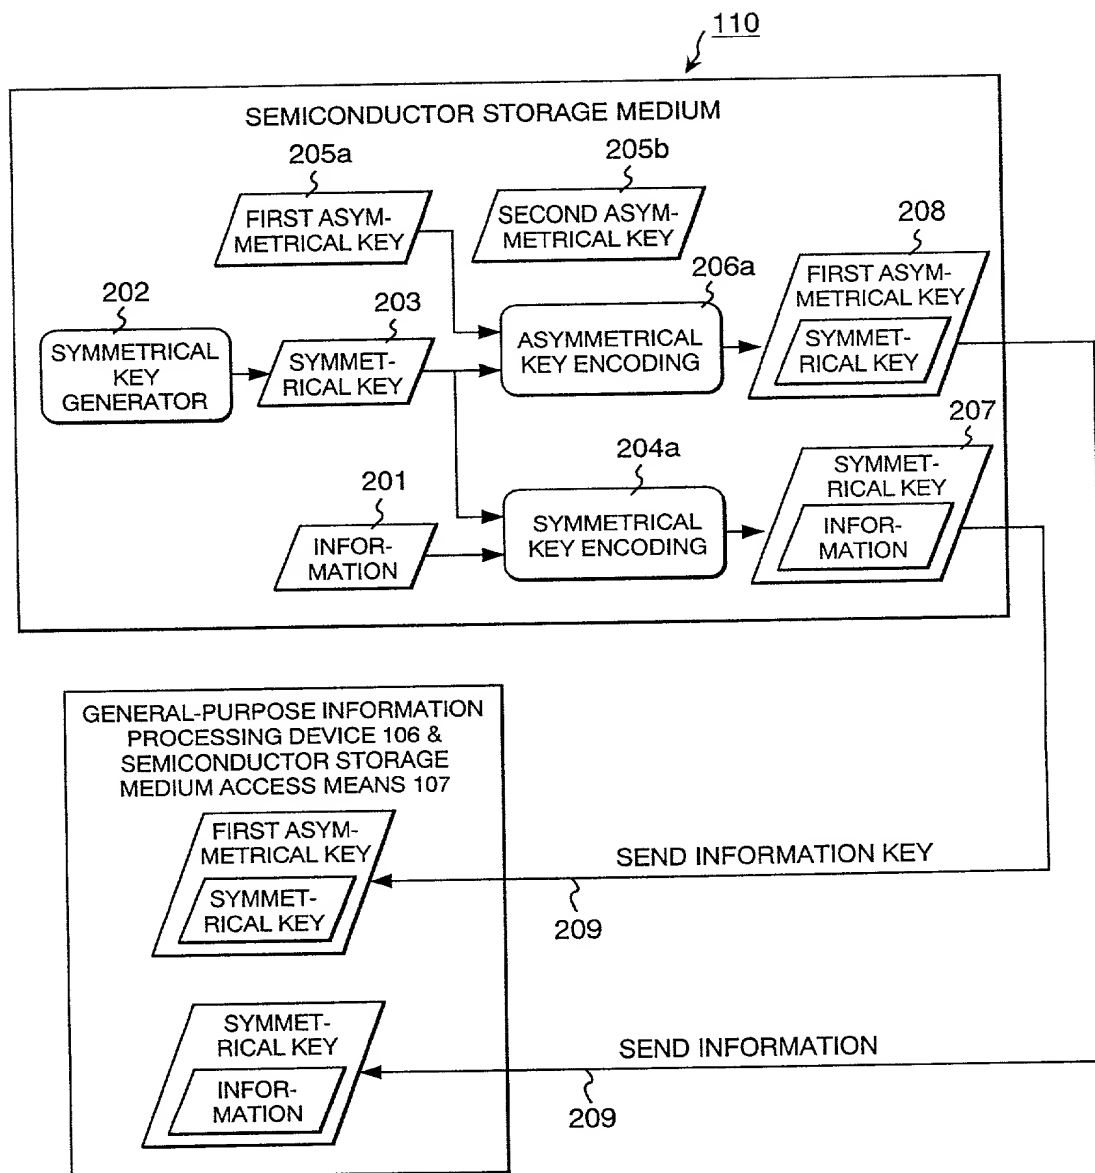 110
SEMICONDUCTOR STORAGE MEDIUM
205a
205b
FIRST ASYM-
METRICAL KEY
SECOND ASYM-
METRICAL KEY
208
206a
FIRST ASYM-
METRICAL KEY
SYMMET-
RICAL KEY
202
203
SYMMETRICAL
KEY
GENERATOR
SYMMET-
RICAL KEY
ASYMMETRICAL
KEY ENCODING
207
204a
SYMMET-
RICAL KEY
INFOR-
MATION
201
INFOR-
MATION
SYMMETRICAL
KEY ENCODING
GENERAL-PURPOSE INFORMATION
PROCESSING DEVICE 106 &
SEMICONDUCTOR STORAGE
MEDIUM ACCESS MEANS 107
FIRST ASYM-
METRICAL KEY
SYMMET-
RICAL KEY
SEND INFORMATION KEY
209
SYMMET-
RICAL KEY
INFOR-
MATION
SEND INFORMATION
209